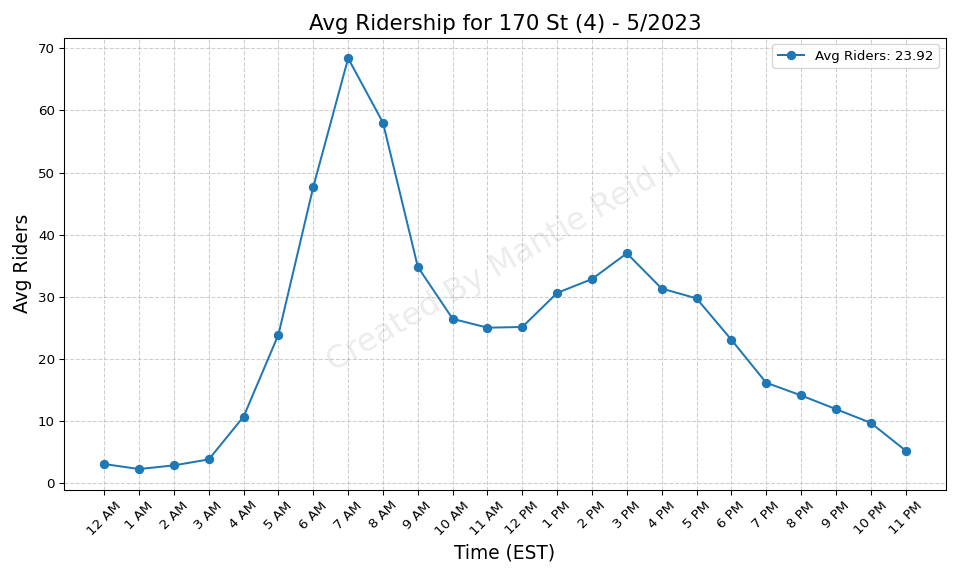 Avg Ridership for 170 St (4) - 5/2023
Avg Riders: 23.92
70
60
50
40
30
20
10
0
Avg Riders
Created By Mantie Reid II
12 AM 1 AM 2 AM 3 AM 4 AM 5 AM 6 AM 7 AM 8 AM 9 AM 10 AM 11 AM 12 PM 1 PM 2 PM 3 PM 4 PM 5 PM 6 PM 7 PM 8 PM 9 PM 10 PM 11 PM
Time (EST)